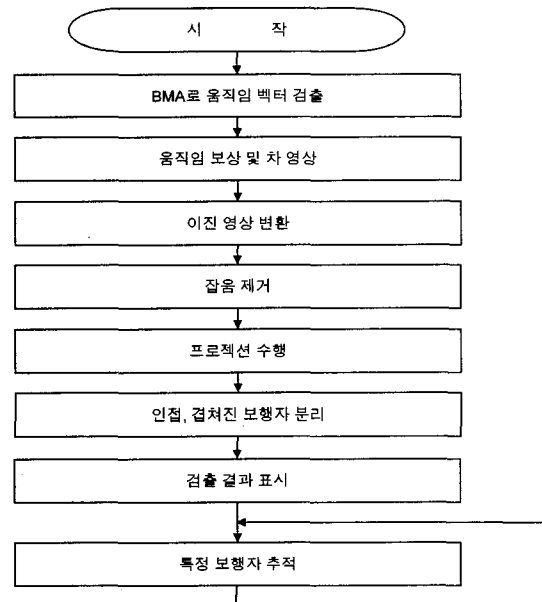 시 작
BMA로 움직임 벡터 검출
움직임 보상 및 차 영상
이진 영상 변환
잡음 제거
프로젝션 수행
인접, 겹쳐진 보행자 분리
검출 결과 표시
특정 보행자 추적